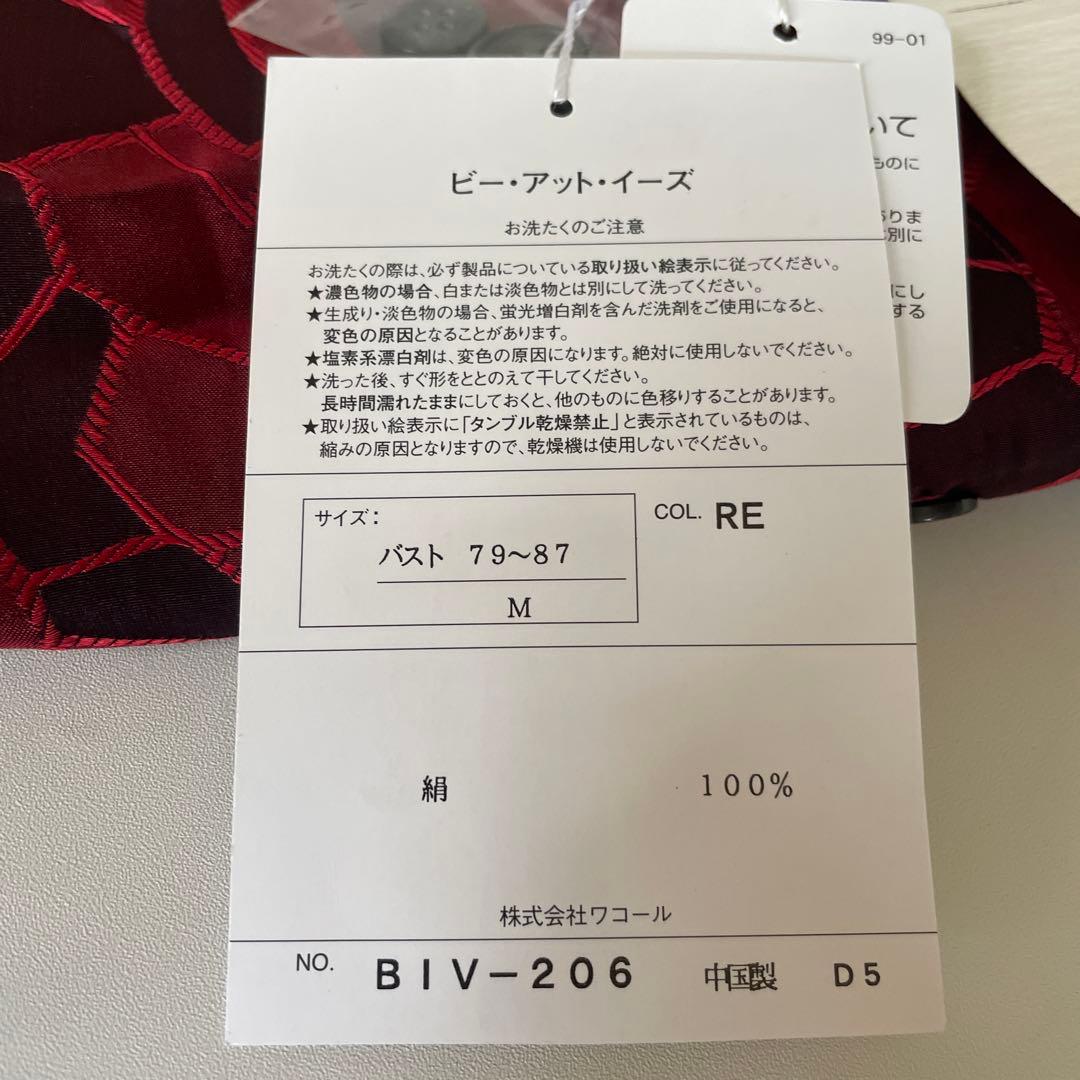 99-01
いて
ものに
ありま
別に
にし
する
ビー・アット・イーズ
お洗たくのご注意
お洗たくの際は、必ず製品についている取り扱い絵表示に従ってください。
★濃色物の場合、白または淡色物とは別にして洗ってください。
★生成り・淡色物の場合、蛍光増白剤を含んだ洗剤をご使用になると、
変色の原因となることがあります。
★塩素系漂白剤は、変色の原因になります。絶対に使用しないでください。
★洗った後、すぐ形をととのえて干してください。
長時間濡れたままにしておくと、他のものに色移りすることがあります。
★取り扱い絵表示に「タンブル乾燥禁止」と表示されているものは、
縮みの原因となりますので、乾燥機は使用しないでください。
サイズ:
バスト 79〜87
M
COL. RE
絹 100%
株式会社ワコール
NO. BIV-206 中国製 D5